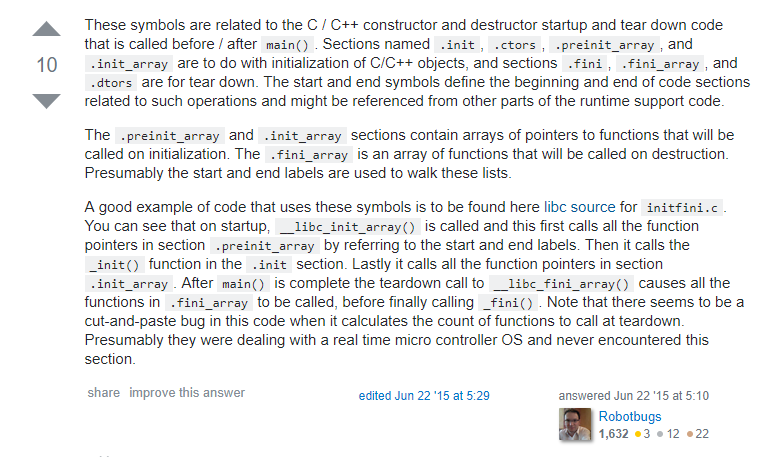 These symbols are related to the C / C++ constructor and destructor startup and tear down code
that is called before / after main() . Sections named .init , .ctors , .preinit_array , and
10
.init_array are to do with initialization of C/C++ objects, and sections .fini , .fini_array , and
.dtors are for tear down. The start and end symbols define the beginning and end of code sections
related to such operations and might be referenced from other parts of the runtime support code.
The .preinit_array and .init_array sections contain arrays of pointers to functions that will be
called on initialization. The .fini_array is an array of functions that will be called on destruction.
Presumably the start and end labels are used to walk these lists.
A good example of code that uses these symbols is to be found here libc source for initfini.c .
You can see that on startup, __libc_init_array() is called and this first calls all the function
pointers in section .preinit_array by referring to the start and end labels. Then it calls the
_init() function in the .init section. Lastly it calls all the function pointers in section
.init_array . After main() is complete the teardown call to __libc_fini_array() causes all the
functions in .fini_array to be called, before finally calling _fini() . Note that there seems to be a
cut-and-paste bug in this code when it calculates the count of functions to call at teardown.
Presumably they were dealing with a real time micro controller OS and never encountered this
section.
share improve this answer
edited Jun 22 '15 at 5:29
answered Jun 22 '15 at 5:10
Robotbugs
1,632 ●3 ●12 ●22